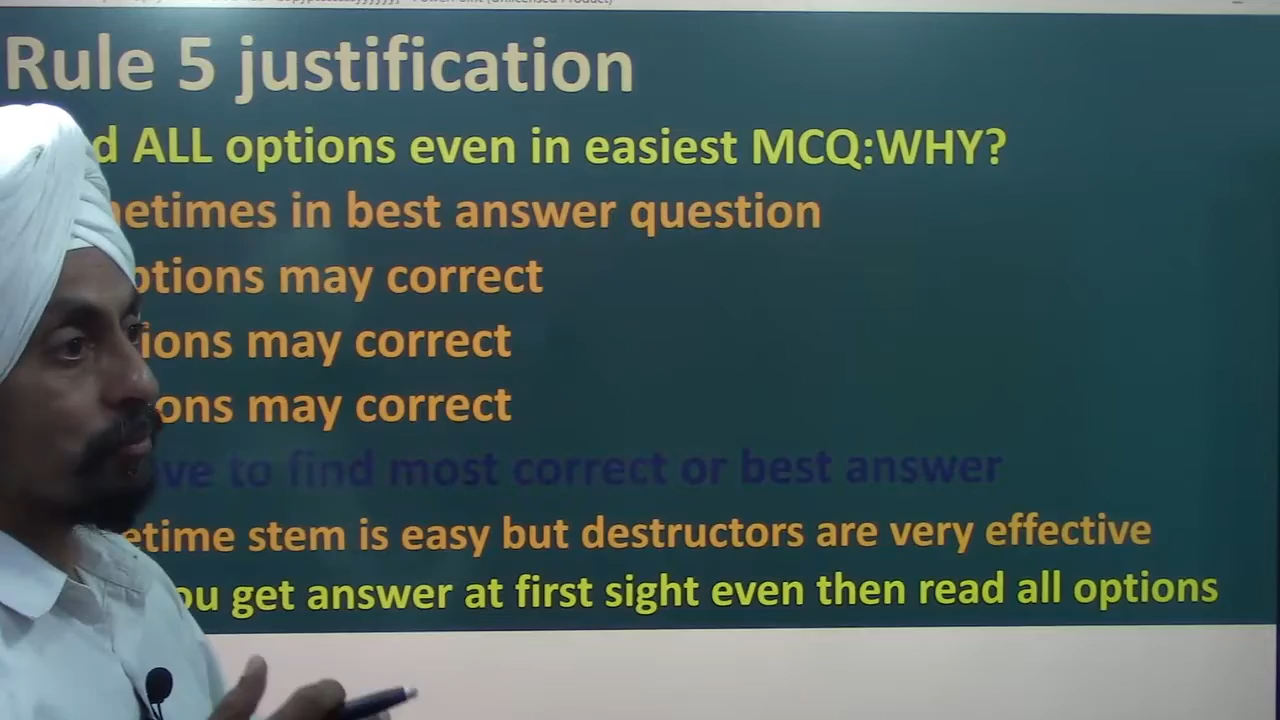 Rule 5 justification
d ALL options even in easiest MCQ:WHY?
netimes in best answer question
ptions may correct
ions may correct
ons may correct
ve to find most correct or best answer
etime stem is easy but destructors are very effective
ou get answer at first sight even then read all options